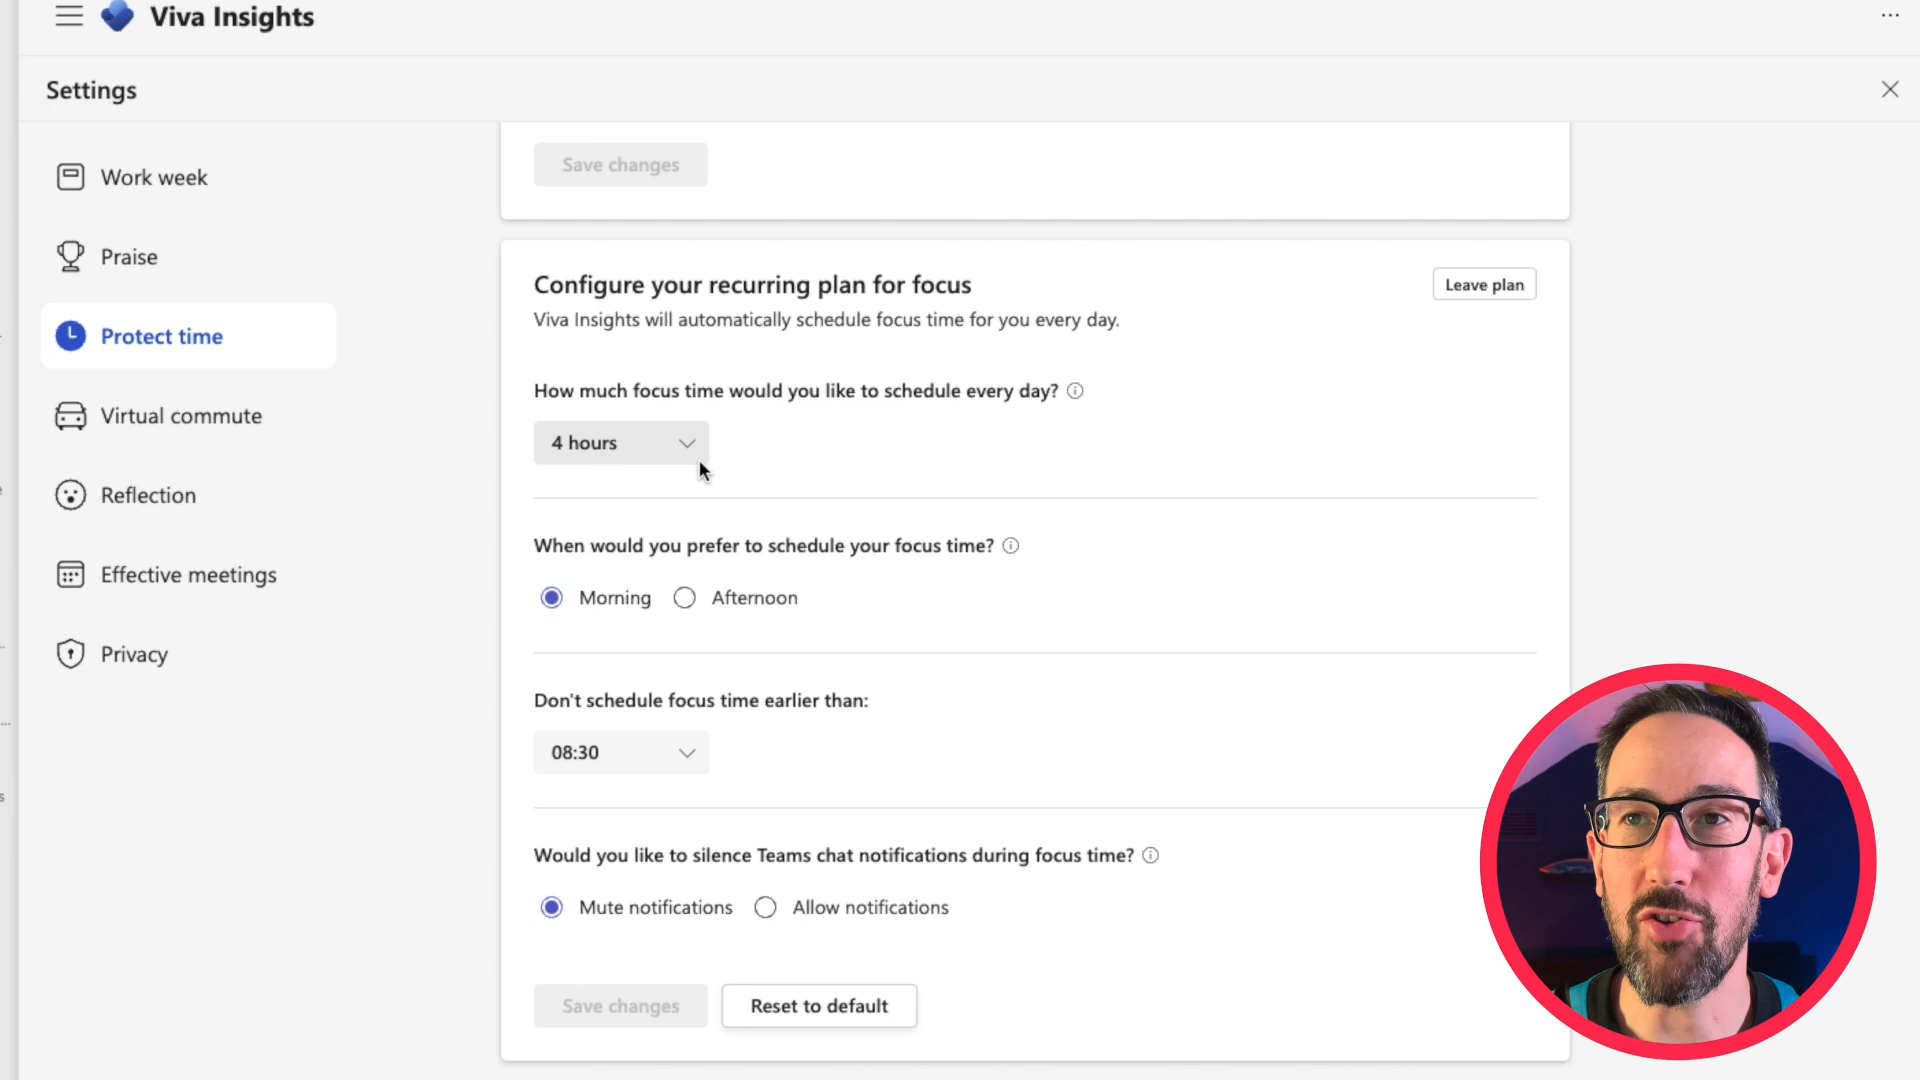 Viva Insights
...
Settings
Work week
Praise
Protect time
Virtual commute
Reflection
Effective meetings
Privacy
Save changes
Configure your recurring plan for focus
Leave plan
Viva Insights will automatically schedule focus time for you every day.
How much focus time would you like to schedule every day?
4 hours
When would you prefer to schedule your focus time?
Morning
Afternoon
Don't schedule focus time earlier than:
08:30
Would you like to silence Teams chat notifications during focus time?
Mute notifications
Allow notifications
Save changes
Reset to default